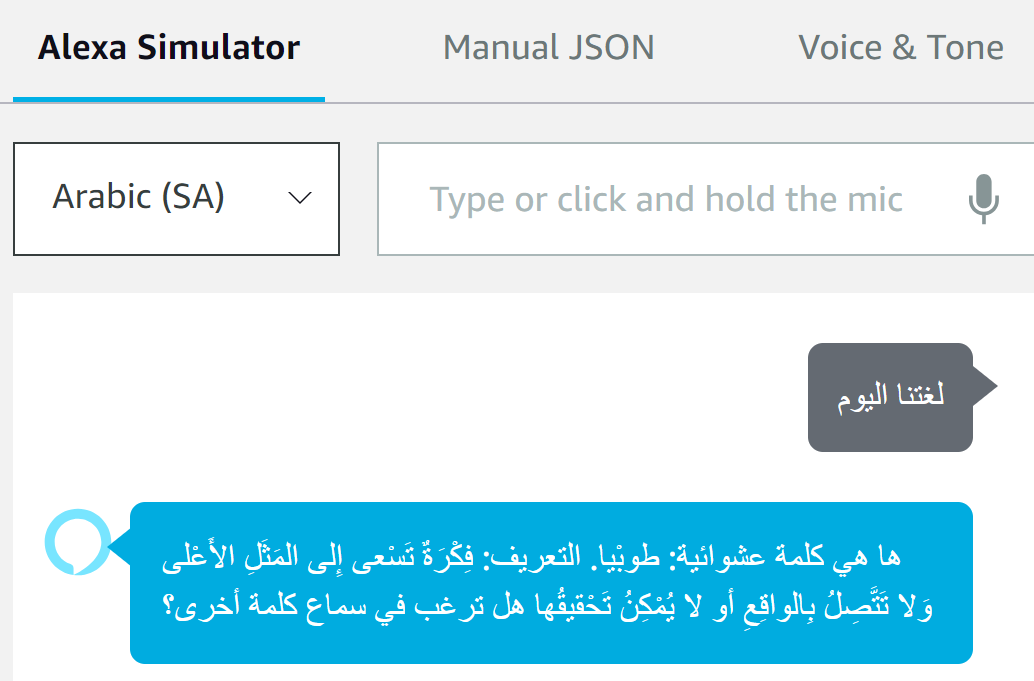 Alexa Simulator
Manual JSON
Voice & Tone
Arabic (SA)
Type or click and hold the mic
لغتنا اليوم
ها هي كلمة عشوائية: طوبْيا. التعريف: فِكْرَةٌ تَسْعى إِلى المَثَلِ الأَعْلى
وَلا تَتَّصِلُ بِالواقِعِ أو لا يُمْكِنُ تَحْقيقُها هل ترغب في سماع كلمة أخرى؟